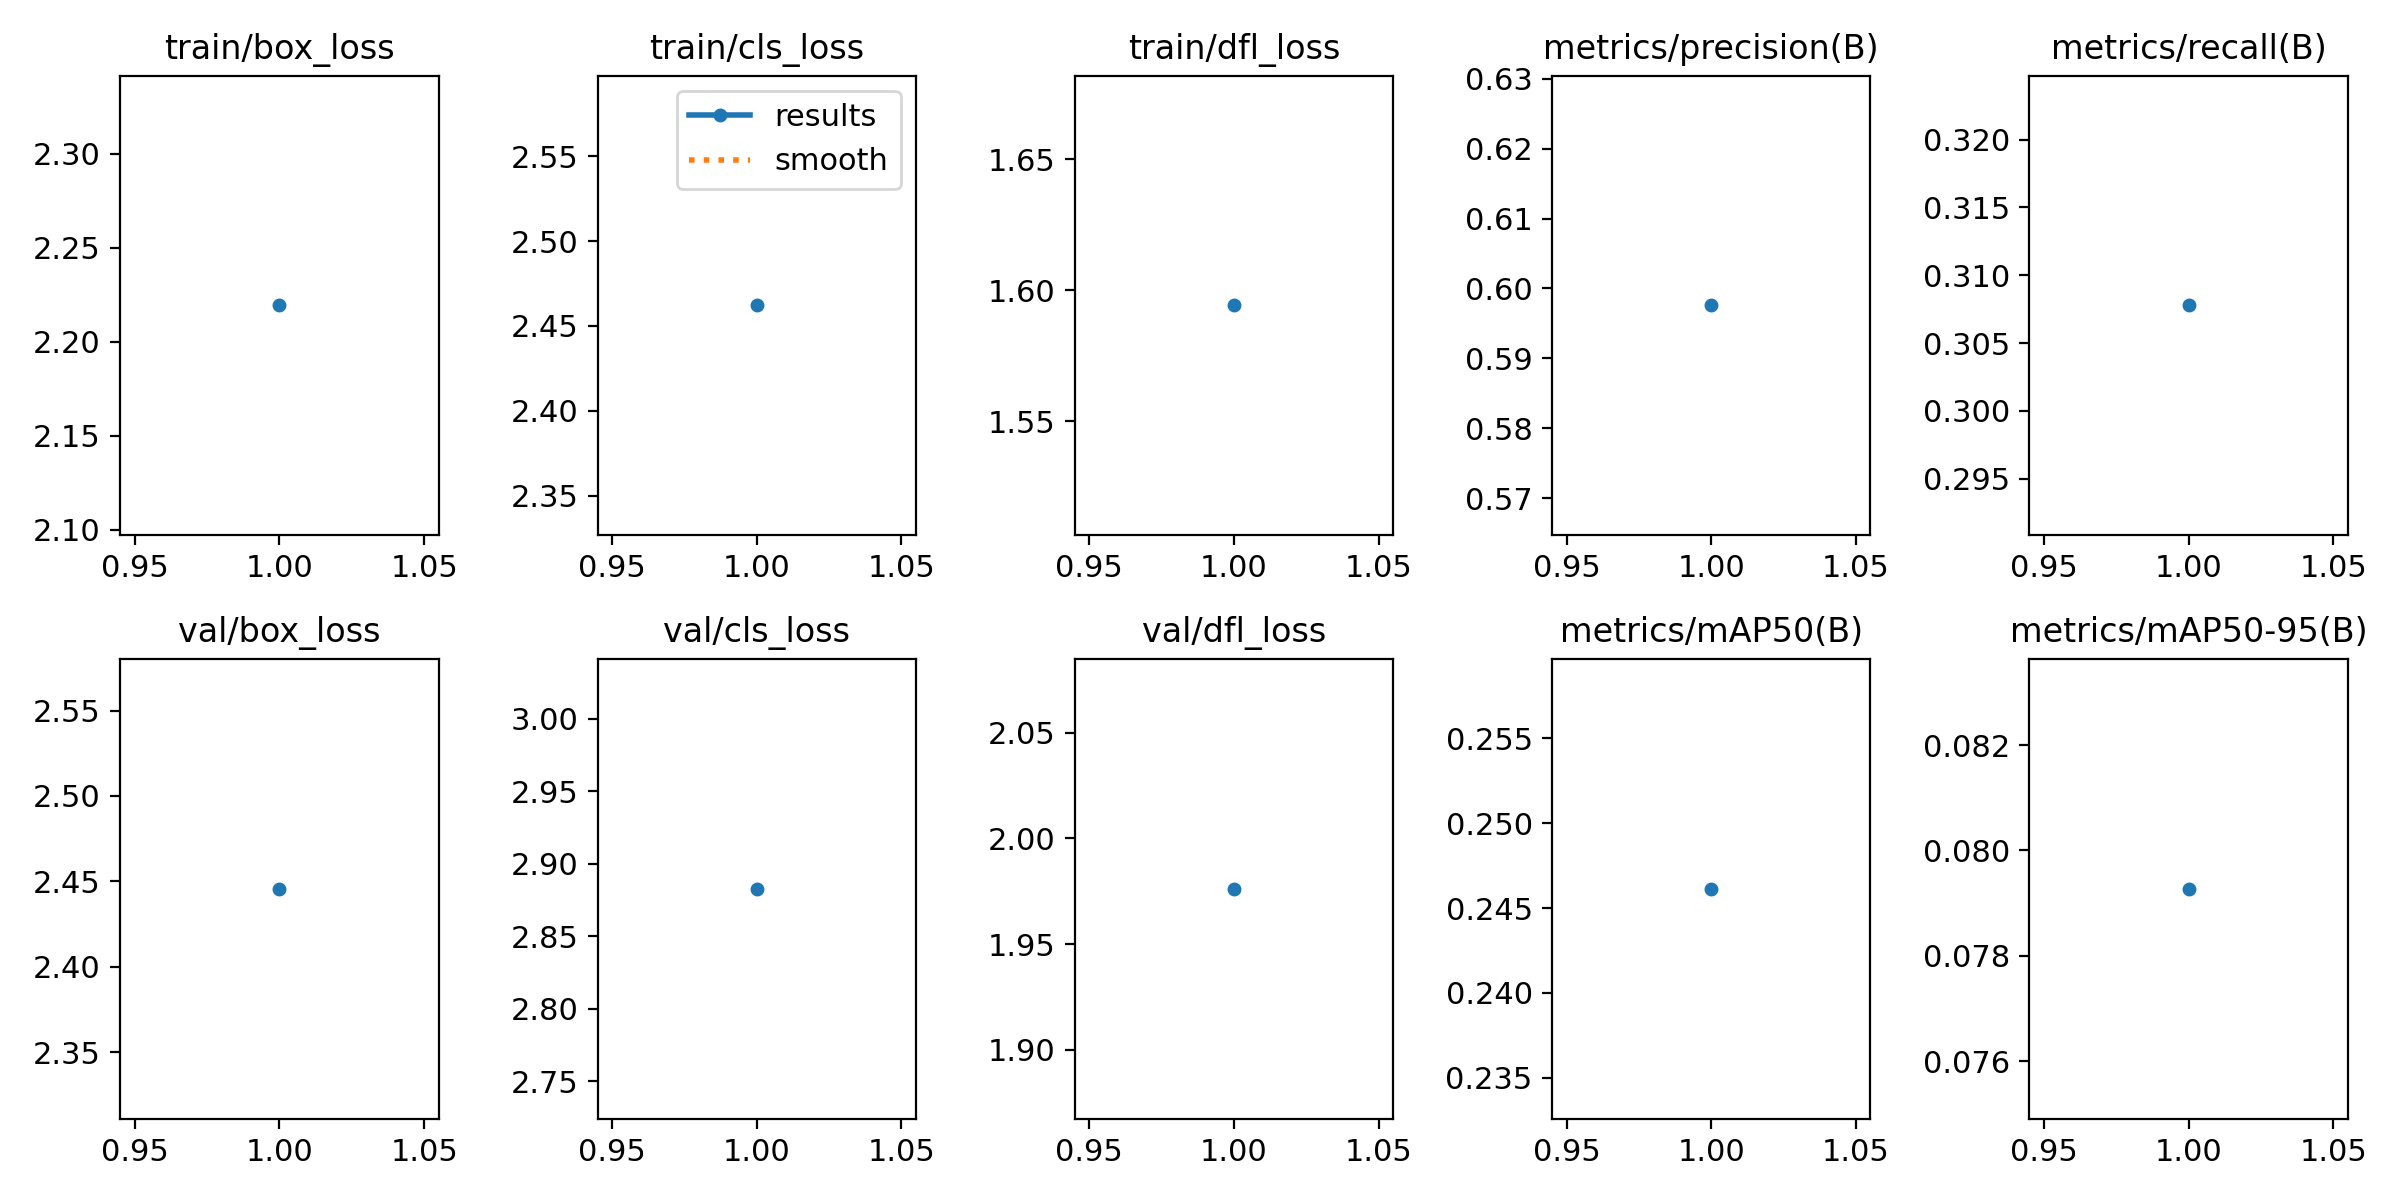 train/box_loss
2.30
2.25
2.20
2.15
2.10
0.95 1.00 1.05
train/cls_loss
results
smooth
2.55
2.50
2.45
2.40
2.35
0.95 1.00 1.05
train/dfl_loss
1.65
1.60
1.55
0.95 1.00 1.05
metrics/precision(B)
0.63
0.62
0.61
0.60
0.59
0.58
0.57
0.95 1.00 1.05
metrics/recall(B)
0.320
0.315
0.310
0.305
0.300
0.295
0.95 1.00 1.05
val/box_loss
2.55
2.50
2.45
2.40
2.35
0.95 1.00 1.05
val/cls_loss
3.00
2.95
2.90
2.85
2.80
2.75
0.95 1.00 1.05
val/dfl_loss
2.05
2.00
1.95
1.90
0.95 1.00 1.05
metrics/mAP50(B)
0.255
0.250
0.245
0.240
0.235
0.95 1.00 1.05
metrics/mAP50-95(B)
0.082
0.080
0.078
0.076
0.95 1.00 1.05